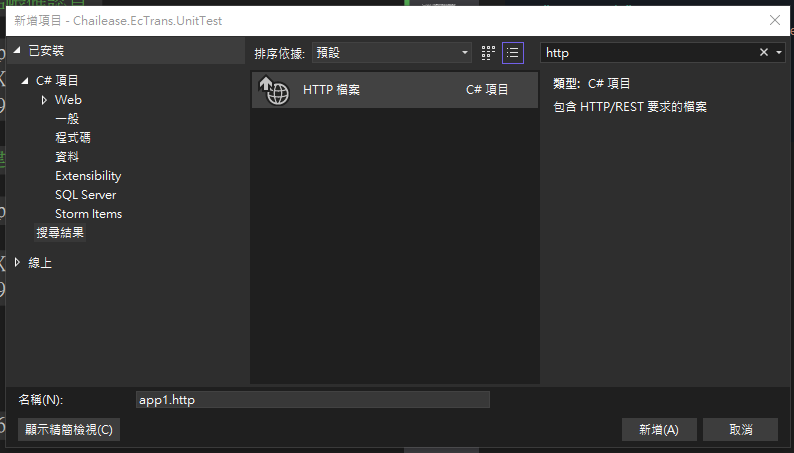 新增項目 - Chailease.EcTrans.UnitTest
已安裝
排序依據: 預設
http
C# 項目
Web
一般
程式碼
資料
Extensibility
SQL Server
Storm Items
搜尋結果
線上
HTTP 檔案 C# 項目
類型: C# 項目
包含 HTTP/REST 要求的檔案
名稱(N): app1.http
顯示精簡檢視(C)
新增(A) 取消